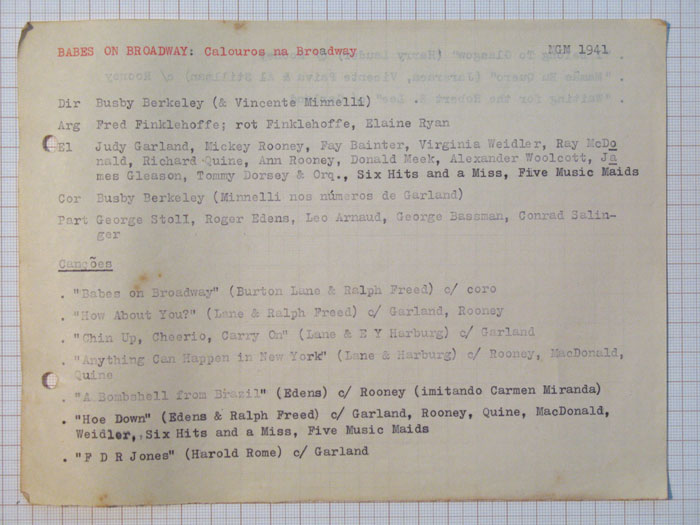 BABES ON BROADWAY: Calouros na Broadway MGM 1941
Dir Busby Berkeley (& Vincente Minnelli)
Arg Fred Finklehoffe; rot Finklehoffe, Elaine Ryan
El Judy Garland, Mickey Rooney, Fay Bainter, Virginia Weidler, Ray McDo
nald, Richard Quine, Ann Rooney, Donald Meek, Alexander Woolcott, Ja
mes Gleason, Tommy Dorsey & Orq., Six Hits and a Miss, Five Music Maids
Cor Busby Berkeley (Minnelli nos números de Garland)
Part George Stoll, Roger Edens, Leo Arnaud, George Bassman, Conrad Salin-
ger
Canções
. "Babes on Broadway" (Burton Lane & Ralph Freed) c/ coro
. "How About You?" (Lane & Ralph Freed) c/ Garland, Rooney
. "Chin Up, Cheerio, Carry On" (Lane & E Y Harburg) c/ Garland
. "Anything Can Happen in New York" (Lane & Harburg) c/ Rooney, MacDonald,
Quine
. "A Bombshell from Brasil" (Edens) c/ Rooney (imitando Carmen Miranda)
. "Hoe Down" (Edens & Ralph Freed) c/ Garland, Rooney, Quine, MacDonald,
Weidler, Six Hits and a Miss, Five Music Maids
. "F D R Jones" (Harold Rome) c/ Garland